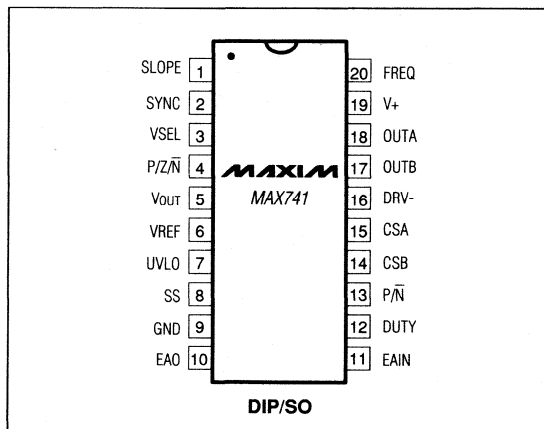 SLOPE 1
SYNC 2
VSEL 3
P/Z/N̅ 4
VOUT 5
VREF 6
UVLO 7
SS 8
GND 9
EAO 10
MAXIM
MAX741
20 FREQ
19 V+
18 OUTA
17 OUTB
16 DRV-
15 CSA
14 CSB
13 P/N̅
12 DUTY
11 EAIN
DIP/SO